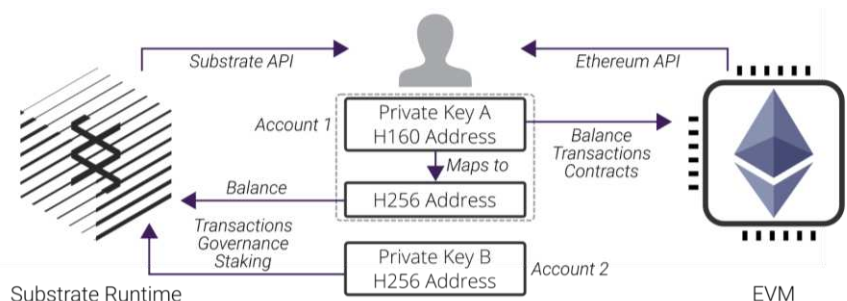 Substrate API
Ethereum API
Account 1
Private Key A
H160 Address
Maps to
H256 Address
Balance
Transactions
Contracts
Balance
Transactions
Governance
Staking
Private Key B
H256 Address
Account 2
Substrate Runtime
EVM